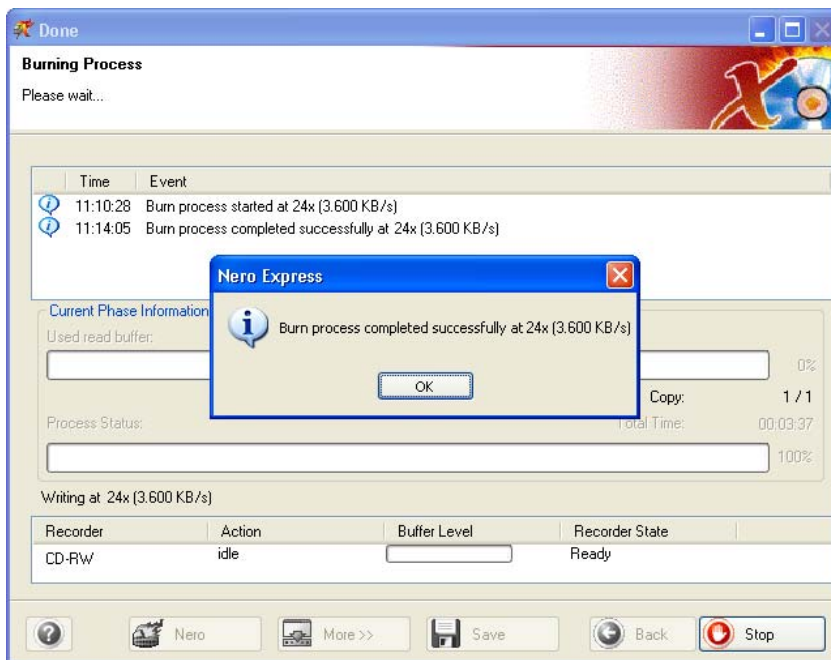 Done
Burning Process
Please wait...
Time Event
11:10:28 Burn process started at 24x (3.600 KB/s)
11:14:05 Burn process completed successfully at 24x (3.600 KB/s)
Nero Express
Burn process completed successfully at 24x (3.600 KB/s)
OK
Current Phase Information
Used read buffer:
0%
Copy: 1 / 1
Process Status: Total Time: 00:03:37
100%
Writing at 24x (3.600 KB/s)
Recorder Action Buffer Level Recorder State
CD-RW idle Ready
Nero More >> Save Back Stop